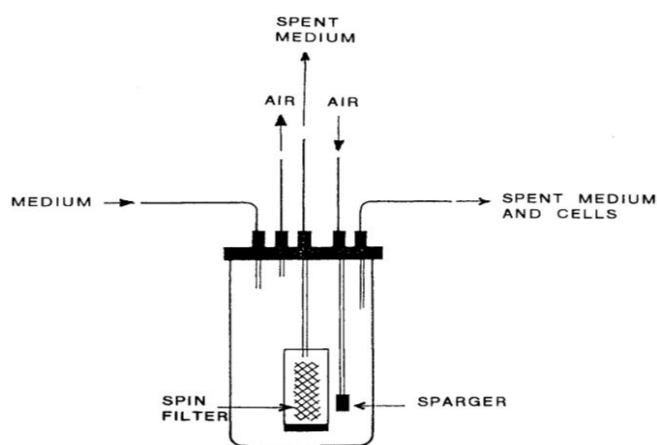 SPENT
MEDIUM
AIR
AIR
MEDIUM
SPENT MEDIUM
AND CELLS
SPIN
FILTER
SPARGER